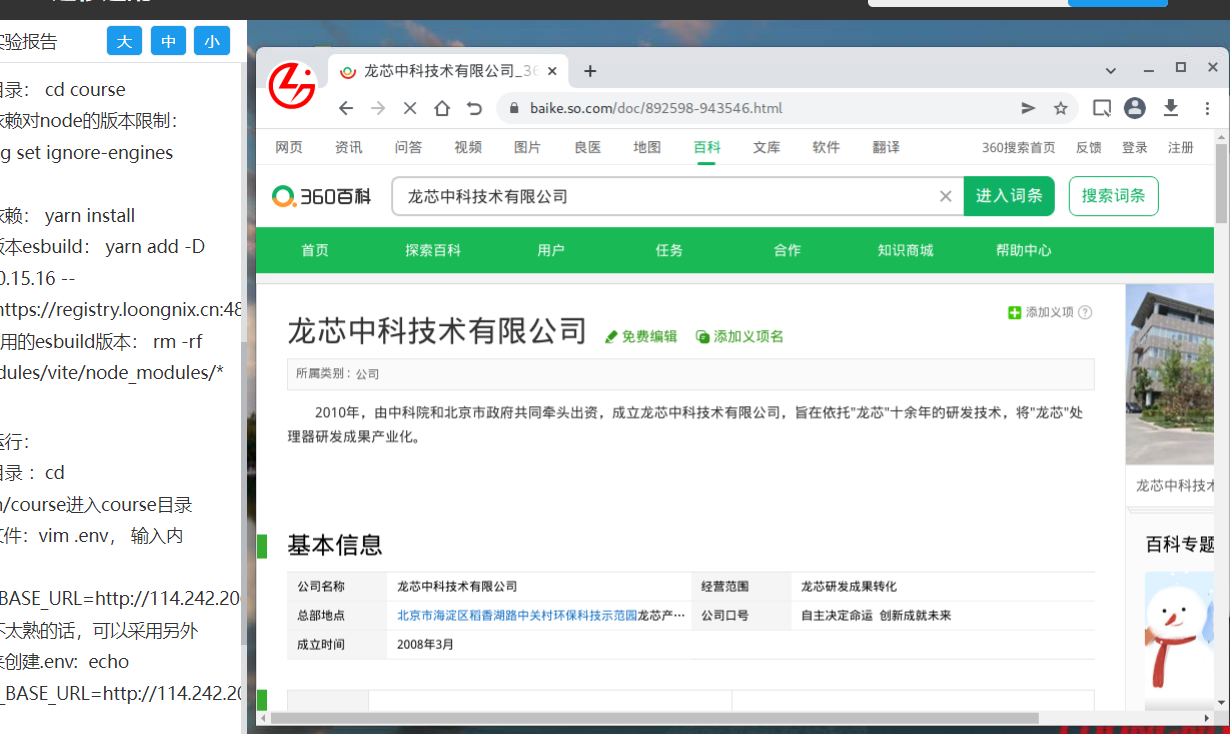 实验报告
大 中 小
目录： cd course
依赖对node的版本限制：
g set ignore-engines
依赖： yarn install
版本esbuild： yarn add -D
0.15.16 --
https://registry.loongnix.cn:48
用的esbuild版本： rm -rf
dules/vite/node_modules/*
运行：
目录 ：cd
n/course进入course目录
文件：vim .env， 输入内
BASE_URL=http://114.242.20
不太熟的话，可以采用另外
来创建.env: echo
_BASE_URL=http://114.242.20
龙芯中科技术有限公司_36
baike.so.com/doc/892598-943546.html
网页 资讯 问答 视频 图片 良医 地图 百科 文库 软件 翻译 360搜索首页 反馈 登录 注册
360百科 龙芯中科技术有限公司 进入词条 搜索词条
首页 探索百科 用户 任务 合作 知识商城 帮助中心
添加义项 ?
龙芯中科技术有限公司 免费编辑 添加义项名
所属类别：公司
2010年，由中科院和北京市政府共同牵头出资，成立龙芯中科技术有限公司，旨在依托"龙芯"十余年的研发技术，将"龙芯"处
理器研发成果产业化。
龙芯中科技术
基本信息
百科专题
公司名称 龙芯中科技术有限公司 经营范围 龙芯研发成果转化
总部地点 北京市海淀区稻香湖路中关村环保科技示范园龙芯产… 公司口号 自主决定命运 创新成就未来
成立时间 2008年3月